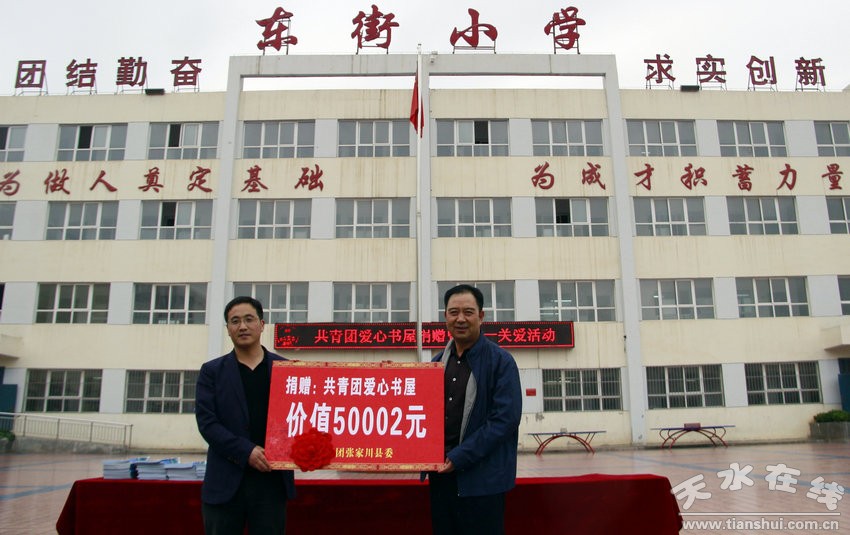 东街小学
团结勤奋
求实创新
为做人奠定基础
为成才积蓄力量
共青团爱心书屋捐赠
关爱活动
捐赠：共青团爱心书屋
价值50002元
团张家川县委
天水在线
www.tianshui.com.cn